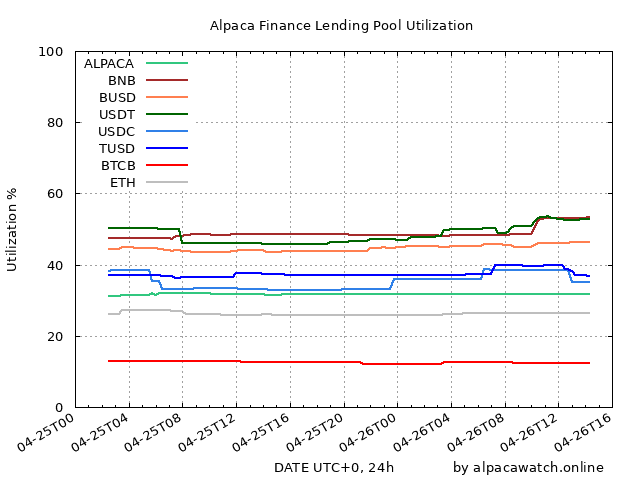 Alpaca Finance Lending Pool Utilization
100
80
60
40
20
0
Utilization %
ALPACA
BNB
BUSD
USDT
USDC
TUSD
BTCB
ETH
04-25T00
04-25T04
04-25T08
04-25T12
04-25T16
04-25T20
04-26T00
04-26T04
04-26T08
04-26T12
04-26T16
DATE UTC+0, 24h
by alpacawatch.online